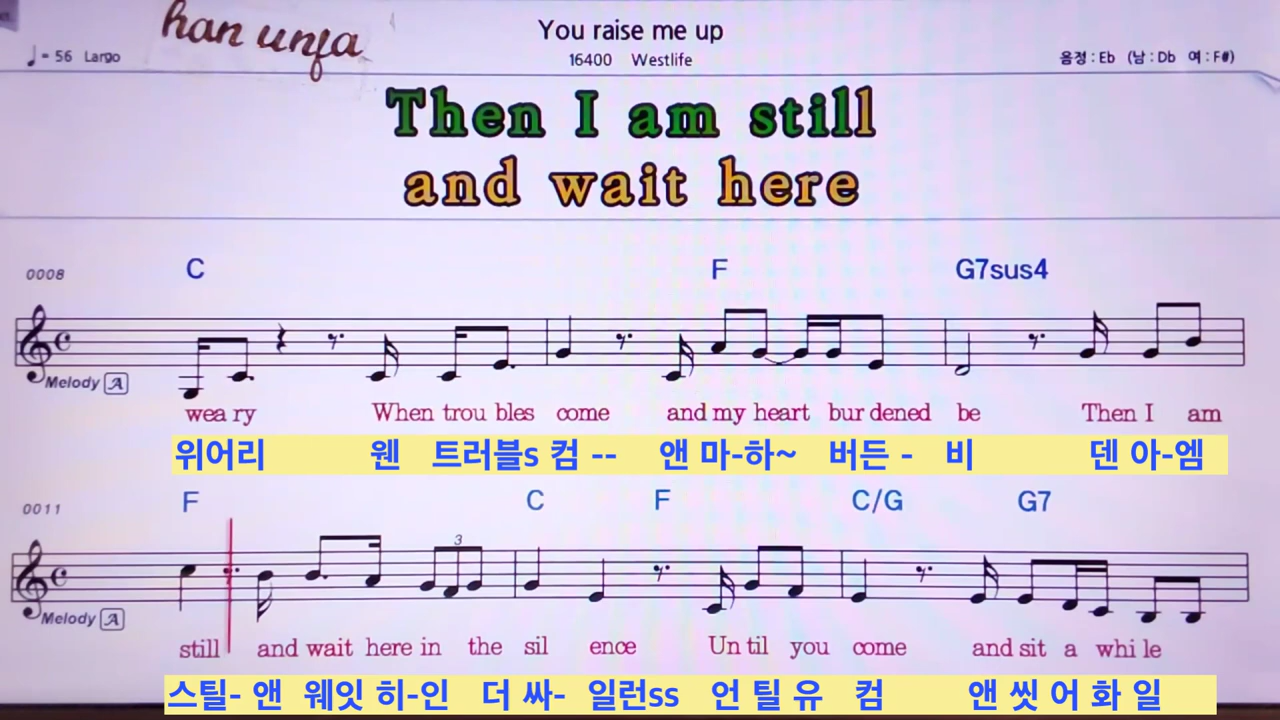 han unja
You raise me up
♩= 56 Largo
16400 Westlife
음정 : Eb (남 : Db 여 : F#)
Then I am still
and wait here
0008 C F G7sus4
Melody A
wea ry When trou bles come and my heart bur dened be Then I am
위어리 웬 트러블s 컴 -- 앤 마-하~ 버든 - 비 덴 아-엠
0011 F C F C/G G7
3
Melody A
still and wait here in the sil ence Un til you come and sit a whi le
스틸- 앤 웨잇 히-인 더 싸- 일런ss 언 틸 유 컴 앤 씻 어 화 일